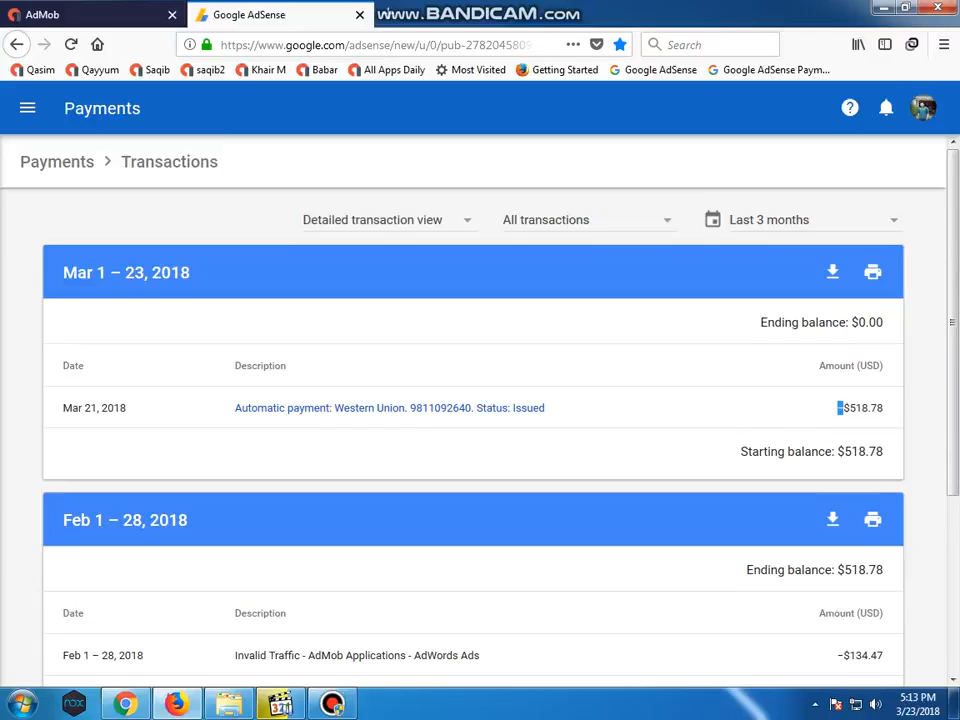 AdMob
Google AdSense
www.BANDICAM.com
https://www.google.com/adsense/new/u/0/pub-2782045809
Search
Qasim
Qayyum
Saqib
saqib2
Khair M
Babar
All Apps Daily
Most Visited
Getting Started
Google AdSense
Google AdSense Paym...
Payments
Payments > Transactions
Detailed transaction view
All transactions
Last 3 months
Mar 1 – 23, 2018
Ending balance: $0.00
Date Description Amount (USD)
Mar 21, 2018 Automatic payment: Western Union. 9811092640. Status: Issued −$518.78
Starting balance: $518.78
Feb 1 – 28, 2018
Ending balance: $518.78
Date Description Amount (USD)
Feb 1 – 28, 2018 Invalid Traffic - AdMob Applications - AdWords Ads −$134.47
nox
321
5:13 PM
3/23/2018